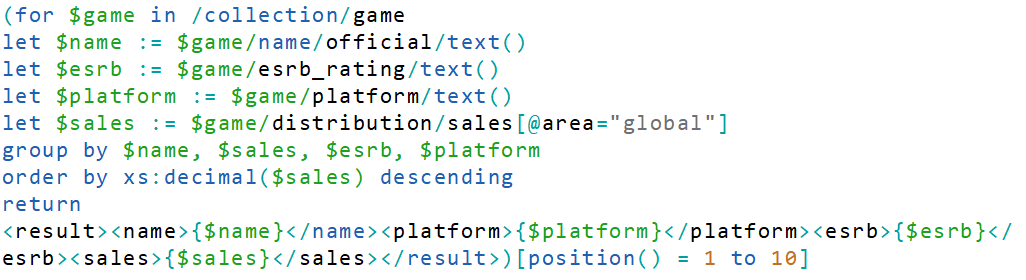 (for $game in /collection/game
let $name := $game/name/official/text()
let $esrb := $game/esrb_rating/text()
let $platform := $game/platform/text()
let $sales := $game/distribution/sales[@area="global"]
group by $name, $sales, $esrb, $platform
order by xs:decimal($sales) descending
return
<result><name>{$name}</name><platform>{$platform}</platform><esrb>{$esrb}</
esrb><sales>{$sales}</sales></result>)[position() = 1 to 10]